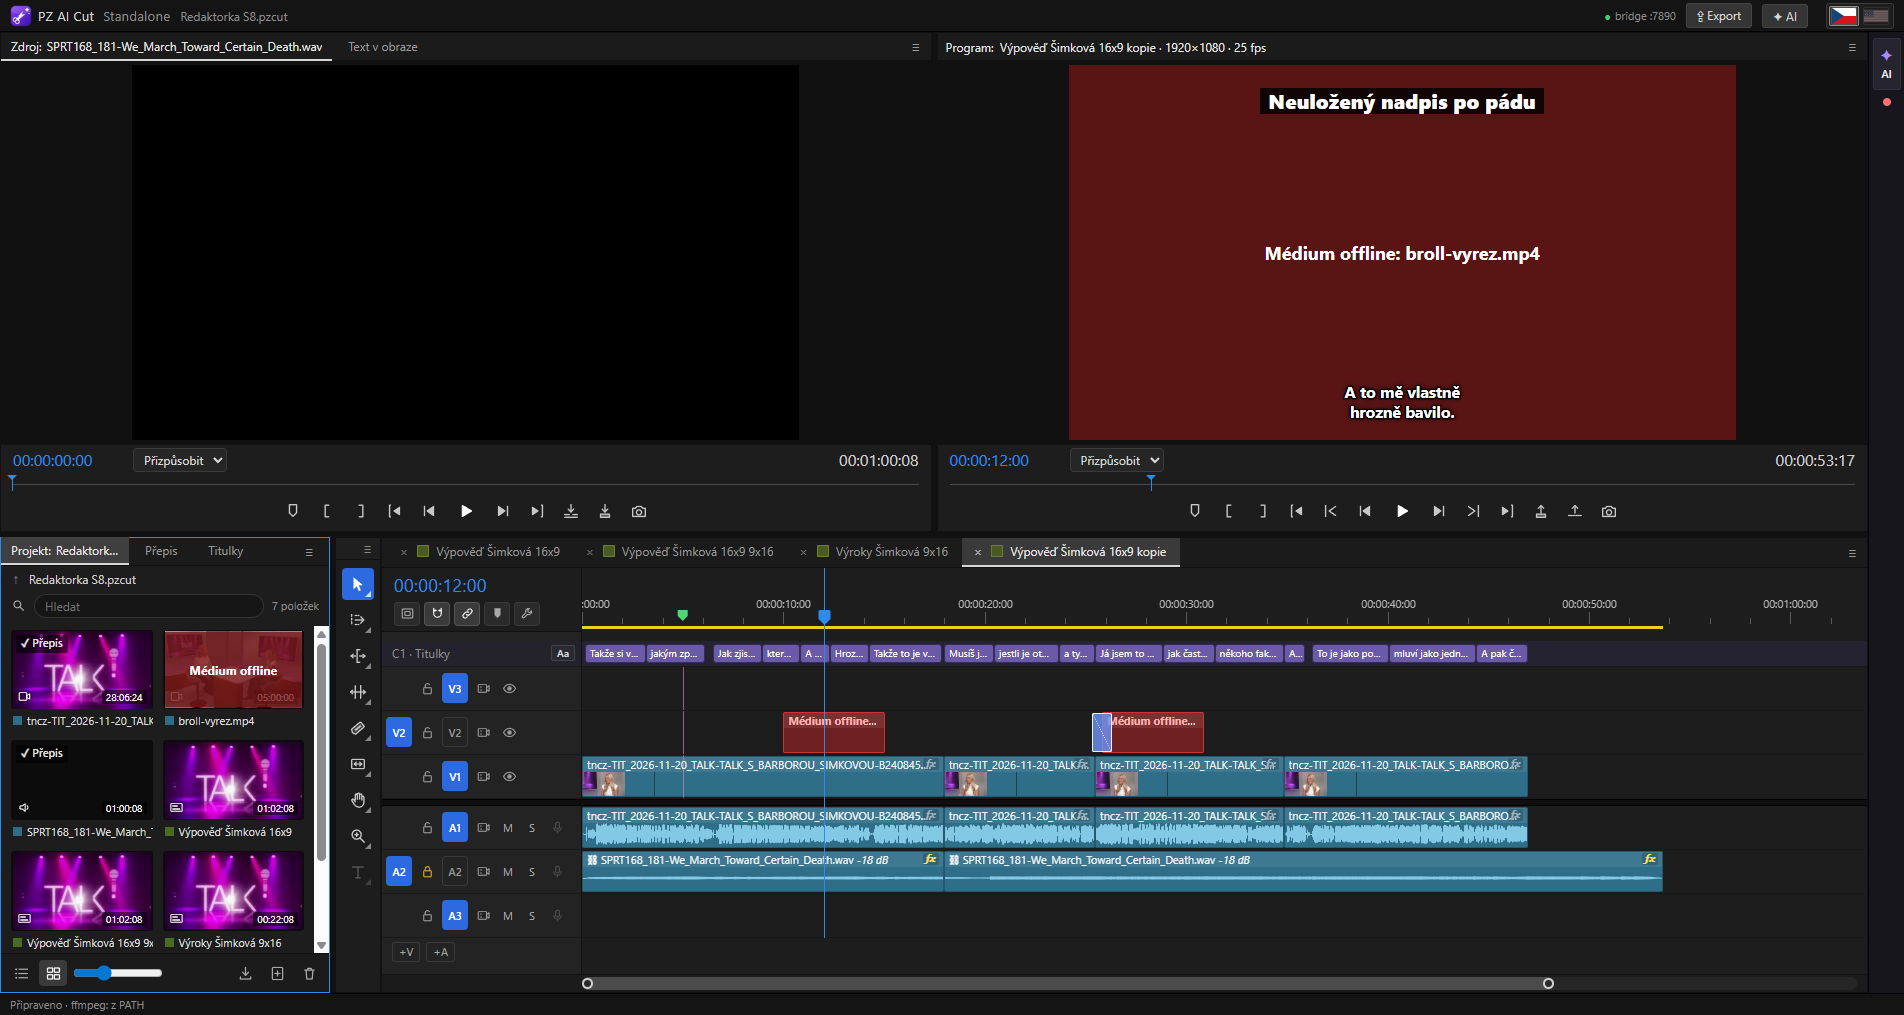 PZ AI Cut Standalone Redaktorka S8.pzcut
bridge :7890 Export AI
Zdroj: SPRT168_181-We_March_Toward_Certain_Death.wav Text v obraze
Program: Výpověď Šimková 16x9 kopie · 1920×1080 · 25 fps
AI
Neuložený nadpis po pádu
Médium offline: broll-vyrez.mp4
A to mě vlastně
hrozně bavilo.
00:00:00:00 Přizpůsobit 00:01:00:08
00:00:12:00 Přizpůsobit 00:00:53:17
Projekt: Redaktork... Přepis Titulky
Redaktorka S8.pzcut
Hledat 7 položek
Přepis
28:06:24
tncz-TIT_2026-11-20_TALK
Médium offline
05:00:00
broll-vyrez.mp4
Přepis
01:00:08
SPRT168_181-We_March_T
01:02:08
Výpověď Šimková 16x9
01:02:08
Výpověď Šimková 16x9 9x
00:22:08
Výroky Šimková 9x16
Výpověď Šimková 16x9 Výpověď Šimková 16x9 9x16 Výroky Šimková 9x16 Výpověď Šimková 16x9 kopie
00:00:12:00
:00:00 00:00:10:00 00:00:20:00 00:00:30:00 00:00:40:00 00:00:50:00 00:01:00:00
C1 · Titulky Aa Takže si v... jakým zp... Jak zjis... kter... A ... Hroz... Takže to je v... Musíš j... jestli je ot... a ty... Já jsem to ... jak část... někoho fak... A... To je jako po... mluví jako jedn... A pak č...
V3
V2 V2 Médium offline... Médium offline...
V1 tncz-TIT_2026-11-20_TALK-TALK_S_BARBOROU_SIMKOVOU-B240845... fx tncz-TIT_2026-11-20_TALK fx tncz-TIT_2026-11-20_TALK-TALK_S fx tncz-TIT_2026-11-20_TALK-TALK_S_BARBORO fx
A1 M S tncz-TIT_2026-11-20_TALK-TALK_S_BARBOROU_SIMKOVOU-B240845... fx tncz-TIT_2026-11-20_TALK fx tncz-TIT_2026-11-20_TALK-TALK_S fx tncz-TIT_2026-11-20_TALK-TALK_S_BARBORO fx
A2 A2 M S SPRT168_181-We_March_Toward_Certain_Death.wav -18 dB fx SPRT168_181-We_March_Toward_Certain_Death.wav -18 dB fx
A3 M S
+V +A
Připraveno · ffmpeg: z PATH